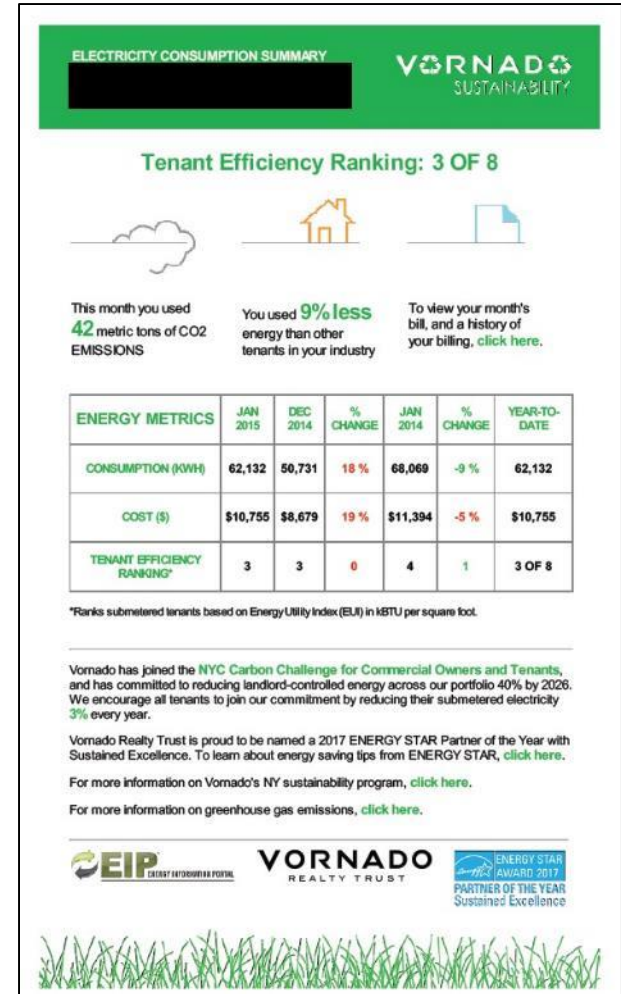 ELECTRICITY CONSUMPTION SUMMARY
VORNADO
SUSTAINABILITY
Tenant Efficiency Ranking: 3 OF 8
This month you used
42 metric tons of CO2
EMISSIONS
You used 9% less
energy than other
tenants in your industry
To view your month's
bill, and a history of
your billing, click here.
ENERGY METRICS JAN 2015 DEC 2014 % CHANGE JAN 2014 % CHANGE YEAR-TO-DATE
CONSUMPTION (KWH) 62,132 50,731 18 % 68,069 -9 % 62,132
COST ($) $10,755 $8,679 19 % $11,394 -5 % $10,755
TENANT EFFICIENCY RANKING* 3 3 0 4 1 3 OF 8
*Ranks submetered tenants based on Energy Utility Index (EUI) in kBTU per square foot.
Vornado has joined the NYC Carbon Challenge for Commercial Owners and Tenants,
and has committed to reducing landlord-controlled energy across our portfolio 40% by 2026.
We encourage all tenants to join our commitment by reducing their submetered electricity
3% every year.
Vornado Realty Trust is proud to be named a 2017 ENERGY STAR Partner of the Year with
Sustained Excellence. To learn about energy saving tips from ENERGY STAR, click here.
For more information on Vornado's NY sustainability program, click here.
For more information on greenhouse gas emissions, click here.
EIP ENERGY INFORMATION PORTAL
VORNADO
REALTY TRUST
ENERGY STAR
AWARD 2017
PARTNER OF THE YEAR
Sustained Excellence